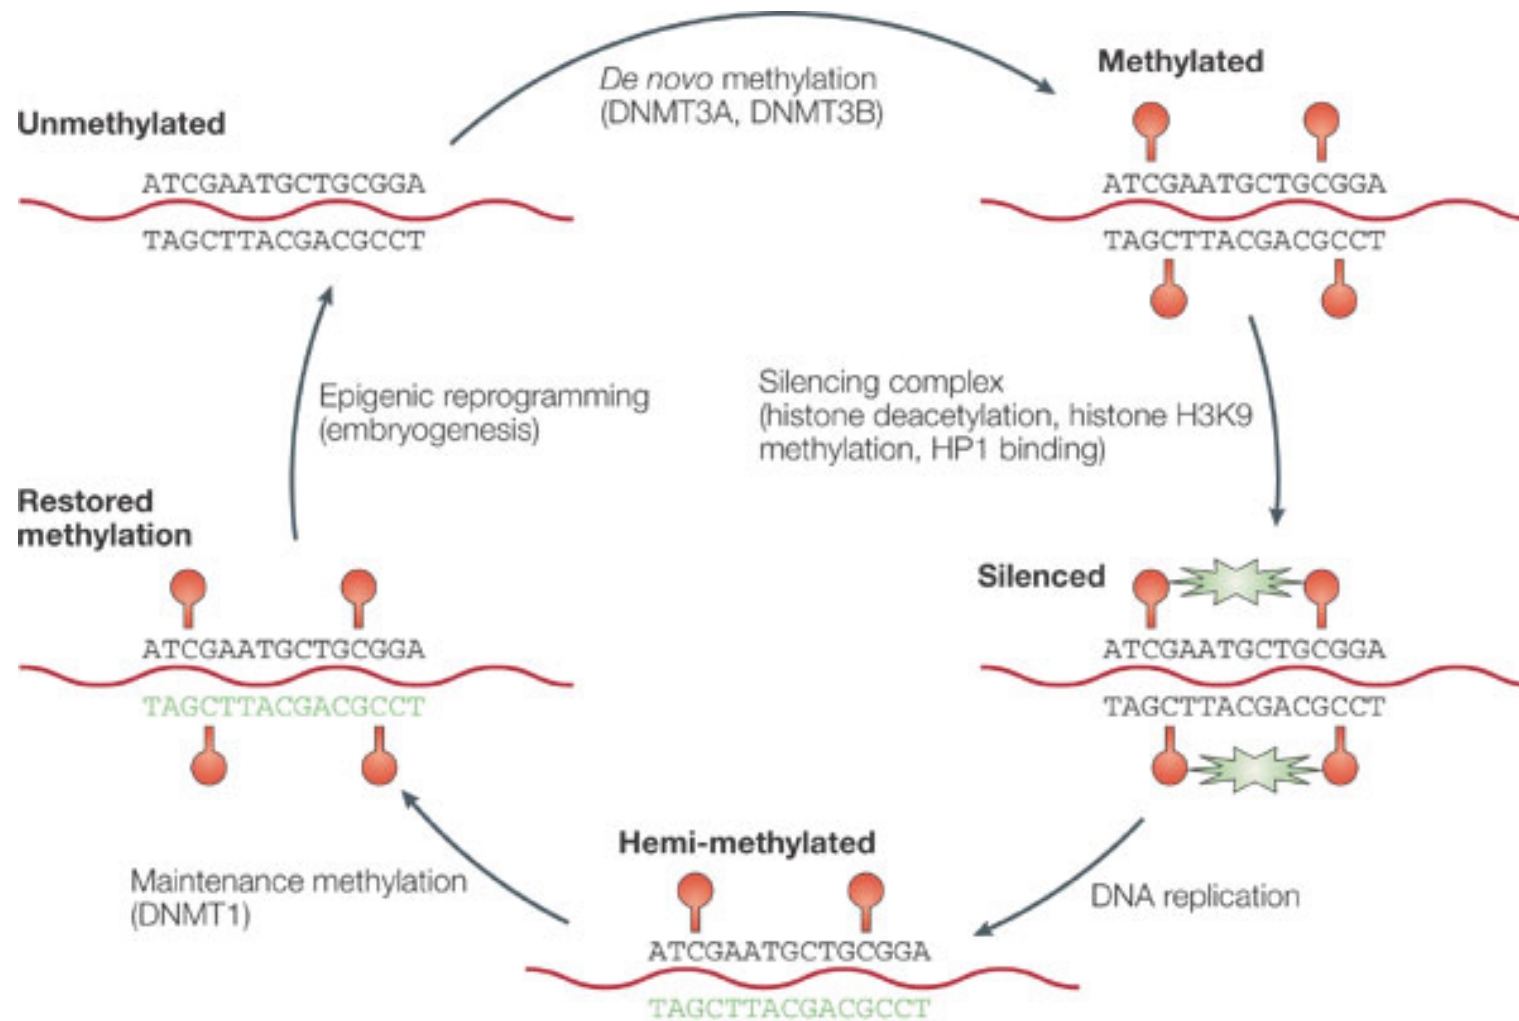 De novo methylation
(DNMT3A, DNMT3B)
Methylated
ATCGAATGCTGCGGA
TAGCTTACGACGCCT
Unmethylated
ATCGAATGCTGCGGA
TAGCTTACGACGCCT
Silencing complex
(histone deacetylation, histone H3K9
methylation, HP1 binding)
Epigenic reprogramming
(embryogenesis)
Silenced
ATCGAATGCTGCGGA
TAGCTTACGACGCCT
Restored
methylation
ATCGAATGCTGCGGA
TAGCTTACGACGCCT
DNA replication
Hemi-methylated
ATCGAATGCTGCGGA
TAGCTTACGACGCCT
Maintenance methylation
(DNMT1)